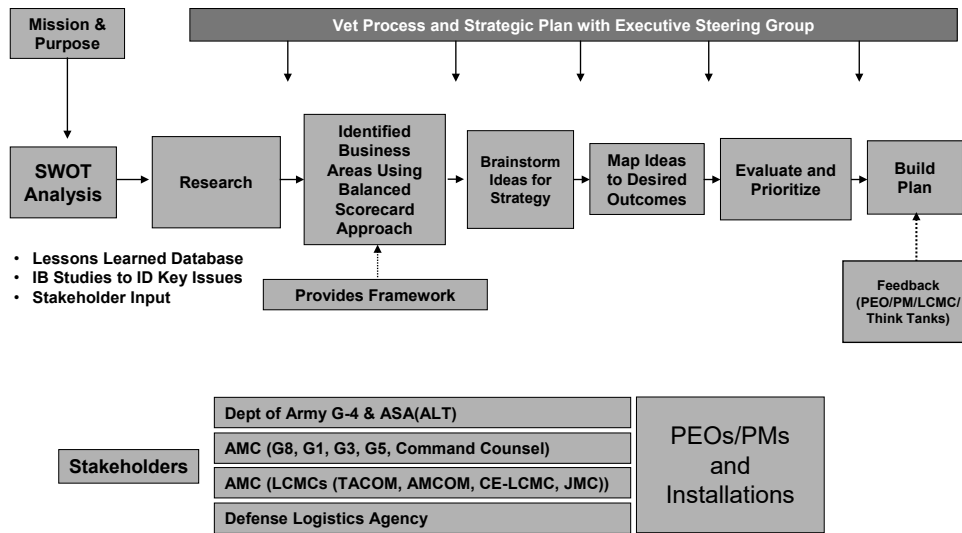 Mission &
Purpose
Vet Process and Strategic Plan with Executive Steering Group
SWOT
Analysis
Research
Identified
Business
Areas Using
Balanced
Scorecard
Approach
Brainstorm
Ideas for
Strategy
Map Ideas
to Desired
Outcomes
Evaluate and
Prioritize
Build
Plan
• Lessons Learned Database
• IB Studies to ID Key Issues
• Stakeholder Input
Provides Framework
Feedback
(PEO/PM/LCMC/
Think Tanks)
Stakeholders
Dept of Army G-4 & ASA(ALT)
AMC (G8, G1, G3, G5, Command Counsel)
AMC (LCMCs (TACOM, AMCOM, CE-LCMC, JMC))
Defense Logistics Agency
PEOs/PMs
and
Installations